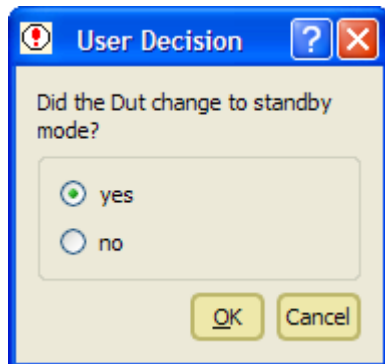 User Decision
Did the Dut change to standby
mode?
yes
no
OK Cancel